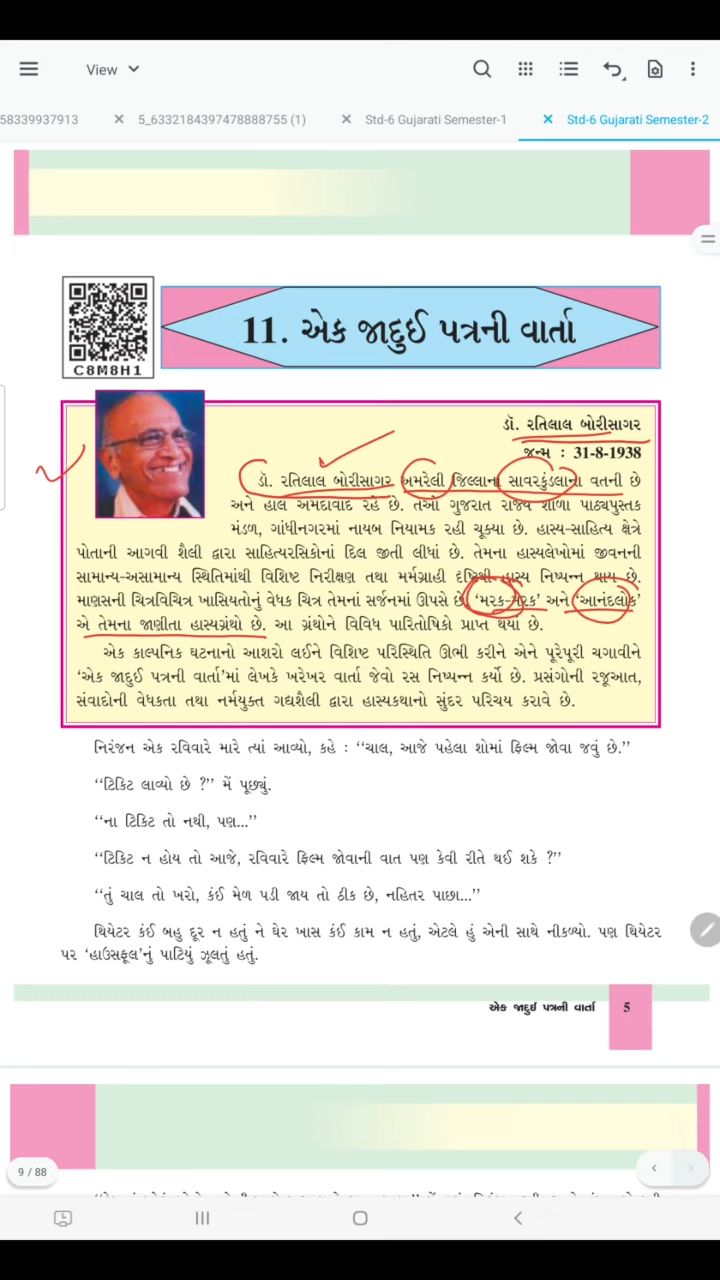 View
58339937913
5_6332184397478888755 (1)
Std-6 Gujarati Semester-1
Std-6 Gujarati Semester-2
C8M8H1
11. એક જાદુઈ પત્રની વાર્તા
ડૉ. રતિલાલ બોરીસાગર
જન્મ : 31-8-1938
ડૉ. રતિલાલ બોરીસાગર અમરેલી જિલ્લાના સાવરકુંડલાના વતની છે
અને હાલ અમદાવાદ રહે છે. તેઓ ગુજરાત રાજ્ય શાળા પાઠ્યપુસ્તક
મંડળ, ગાંધીનગરમાં નાયબ નિયામક રહી ચૂક્યા છે. હાસ્ય-સાહિત્ય ક્ષેત્રે
પોતાની આગવી શૈલી દ્વારા સાહિત્યરસિકોનાં દિલ જીતી લીધાં છે. તેમના હાસ્યલેખોમાં જીવનની
સામાન્ય-અસામાન્ય સ્થિતિમાંથી વિશિષ્ટ નિરીક્ષણ તથા મર્મગ્રાહી દૃષ્ટિથી હાસ્ય નિષ્પન્ન થાય છે.
માણસની ચિત્રવિચિત્ર ખાસિયતોનું વેધક ચિત્ર તેમનાં સર્જનમાં ઊપસે છે. ‘મરક-મરક’ અને ‘આનંદલોક’
એ તેમના જાણીતા હાસ્યગ્રંથો છે. આ ગ્રંથોને વિવિધ પારિતોષિકો પ્રાપ્ત થયા છે.
એક કાલ્પનિક ઘટનાનો આશરો લઈને વિશિષ્ટ પરિસ્થિતિ ઊભી કરીને એને પૂરેપૂરી ચગાવીને
‘એક જાદુઈ પત્રની વાર્તા’માં લેખકે ખરેખર વાર્તા જેવો રસ નિષ્પન્ન કર્યો છે. પ્રસંગોની રજૂઆત,
સંવાદોની વેધકતા તથા નર્મયુક્ત ગદ્યશૈલી દ્વારા હાસ્યકથાનો સુંદર પરિચય કરાવે છે.
નિરંજન એક રવિવારે મારે ત્યાં આવ્યો, કહે : “ચાલ, આજે પહેલા શોમાં ફિલ્મ જોવા જવું છે.”
“ટિકિટ લાવ્યો છે ?” મેં પૂછ્યું.
“ના ટિકિટ તો નથી, પણ...”
“ટિકિટ ન હોય તો આજે, રવિવારે ફિલ્મ જોવાની વાત પણ કેવી રીતે થઈ શકે ?”
“તું ચાલ તો ખરો, કંઈ મેળ પડી જાય તો ઠીક છે, નહિતર પાછા...”
થિયેટર કંઈ બહુ દૂર ન હતું ને ઘેર ખાસ કંઈ કામ ન હતું, એટલે હું એની સાથે નીકળ્યો. પણ થિયેટર
પર ‘હાઉસફૂલ’નું પાટિયું ઝૂલતું હતું.
એક જાદુઈ પત્રની વાર્તા 5
9 / 88